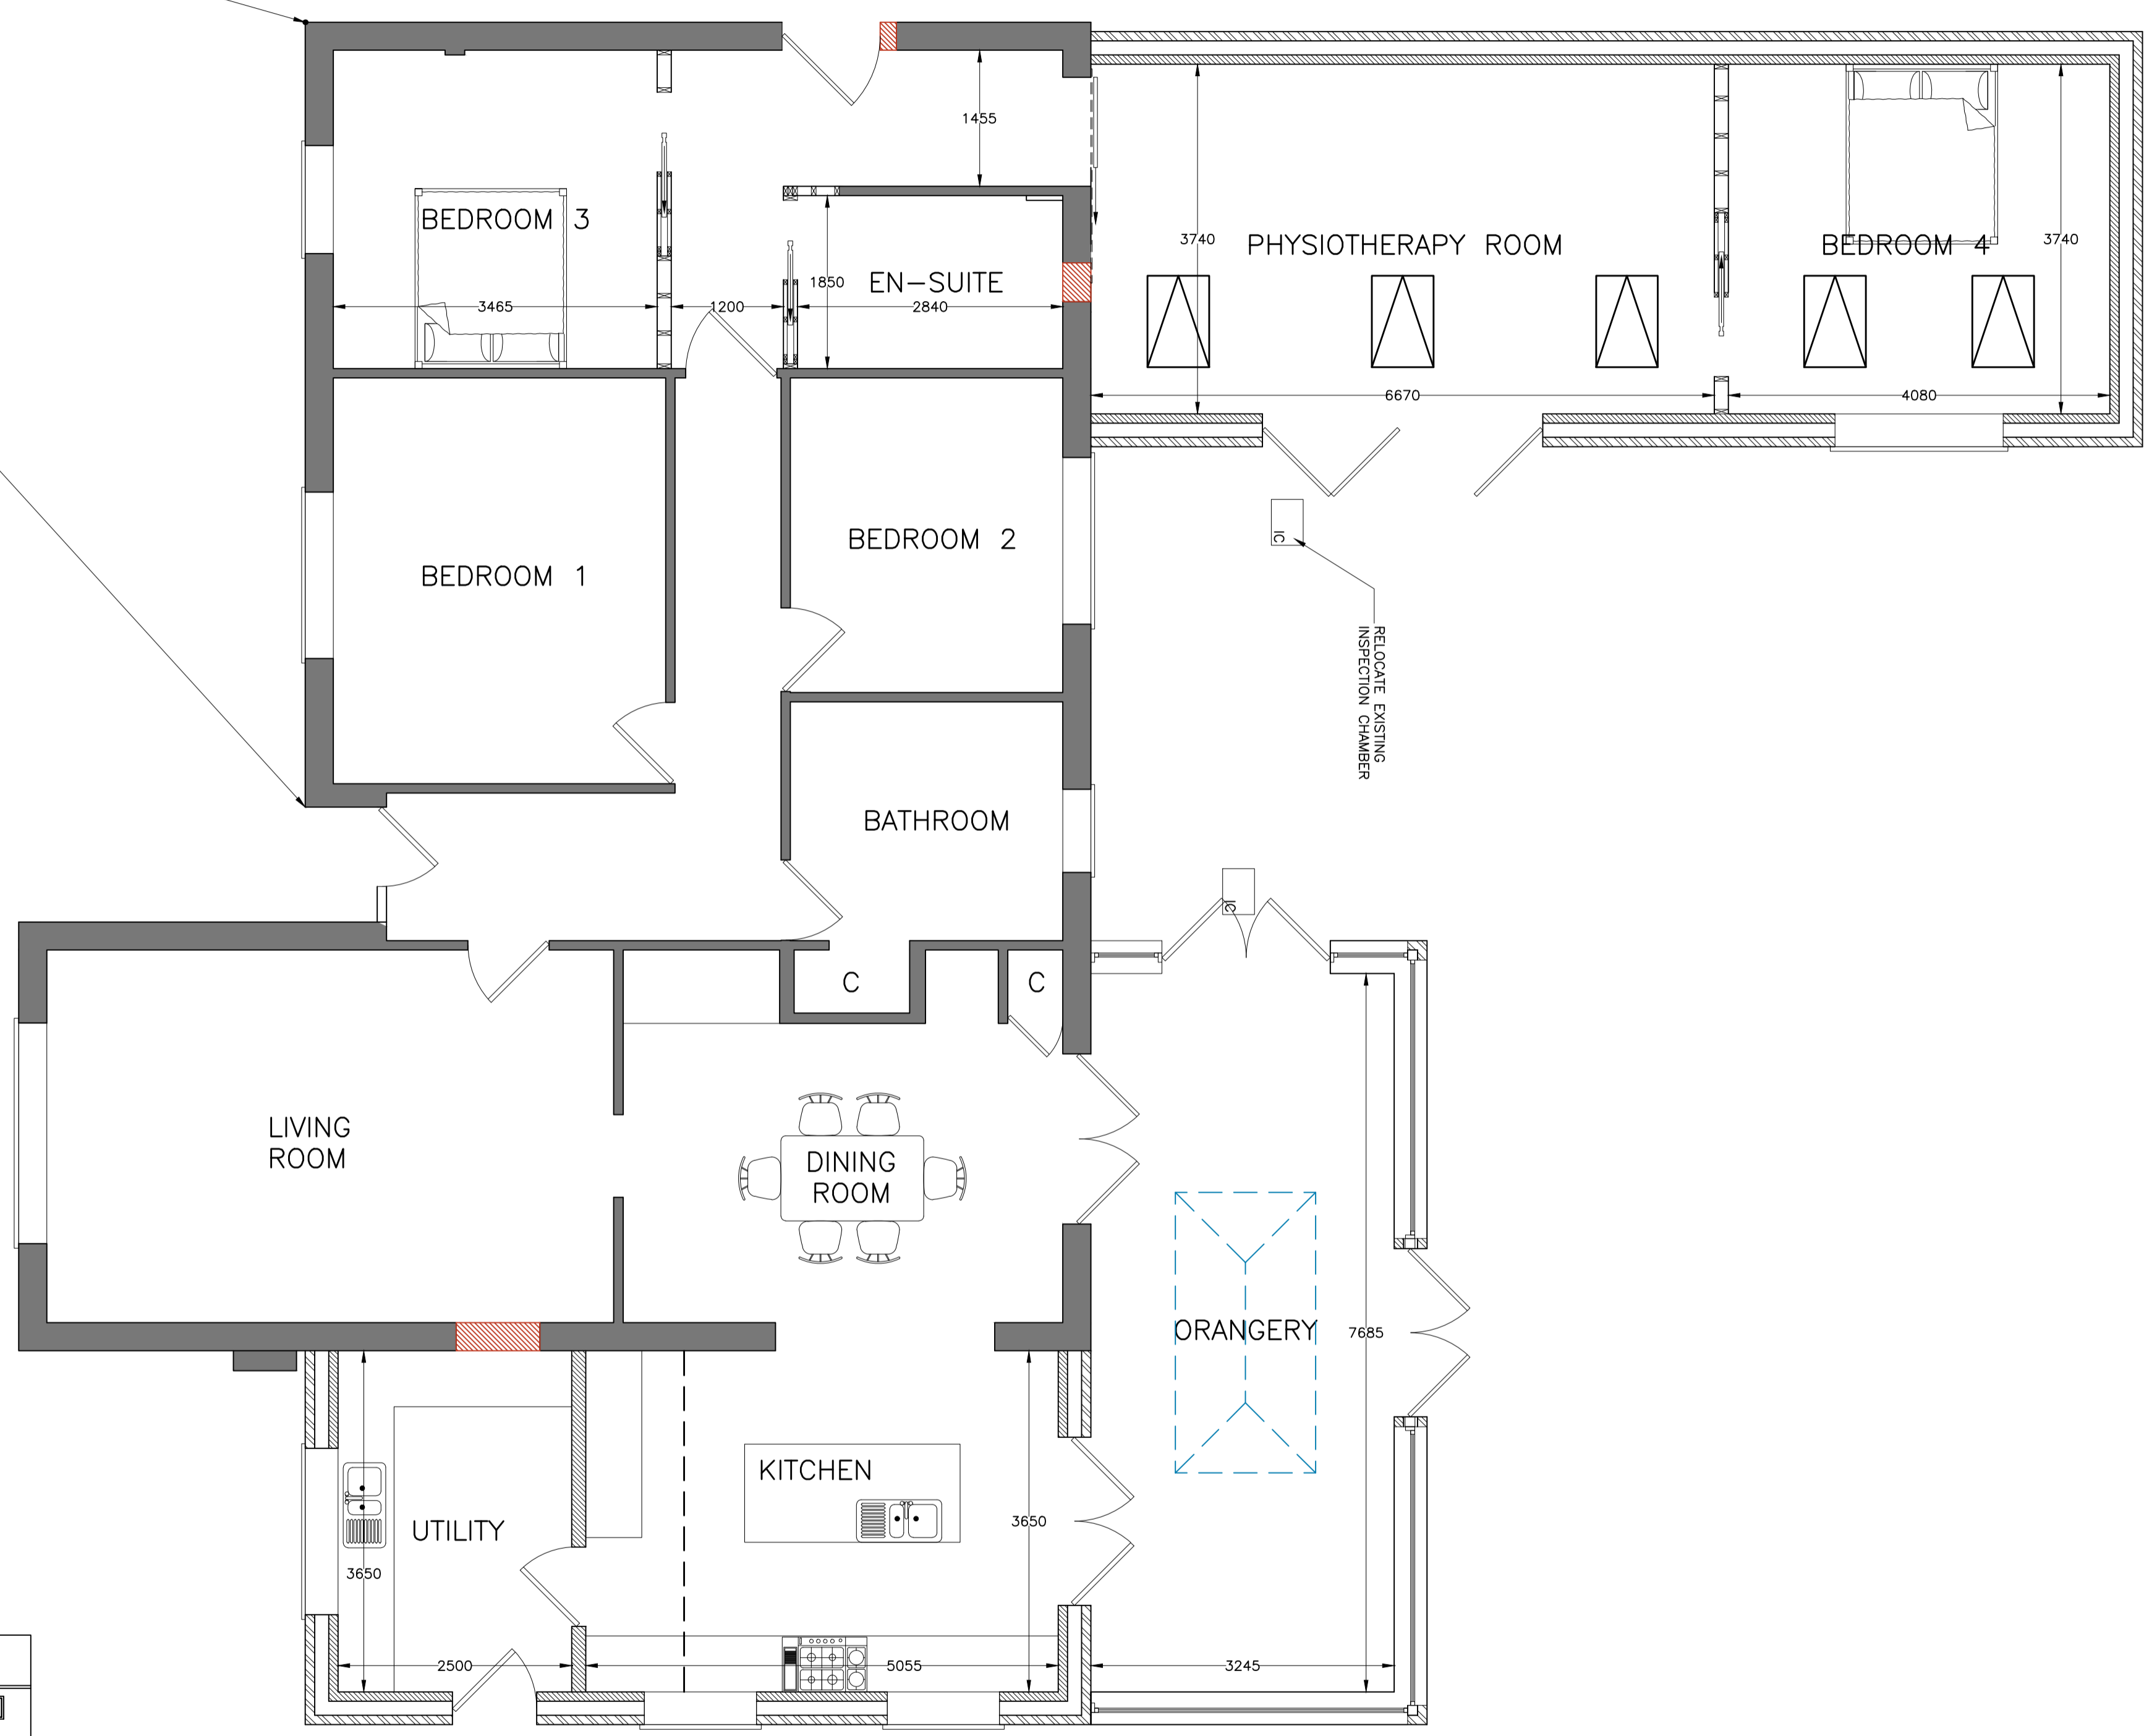 1455
BEDROOM 3
3740
PHYSIOTHERAPY ROOM
BEDROOM 4
3740
EN-SUITE
1850
3465
1200
2840
6670
4080
BEDROOM 1
BEDROOM 2
IC
RELOCATE EXISTING
INSPECTION CHAMBER
BATHROOM
IC
C
C
LIVING
ROOM
DINING
ROOM
ORANGERY
7685
KITCHEN
UTILITY
3650
3650
2500
5055
3245